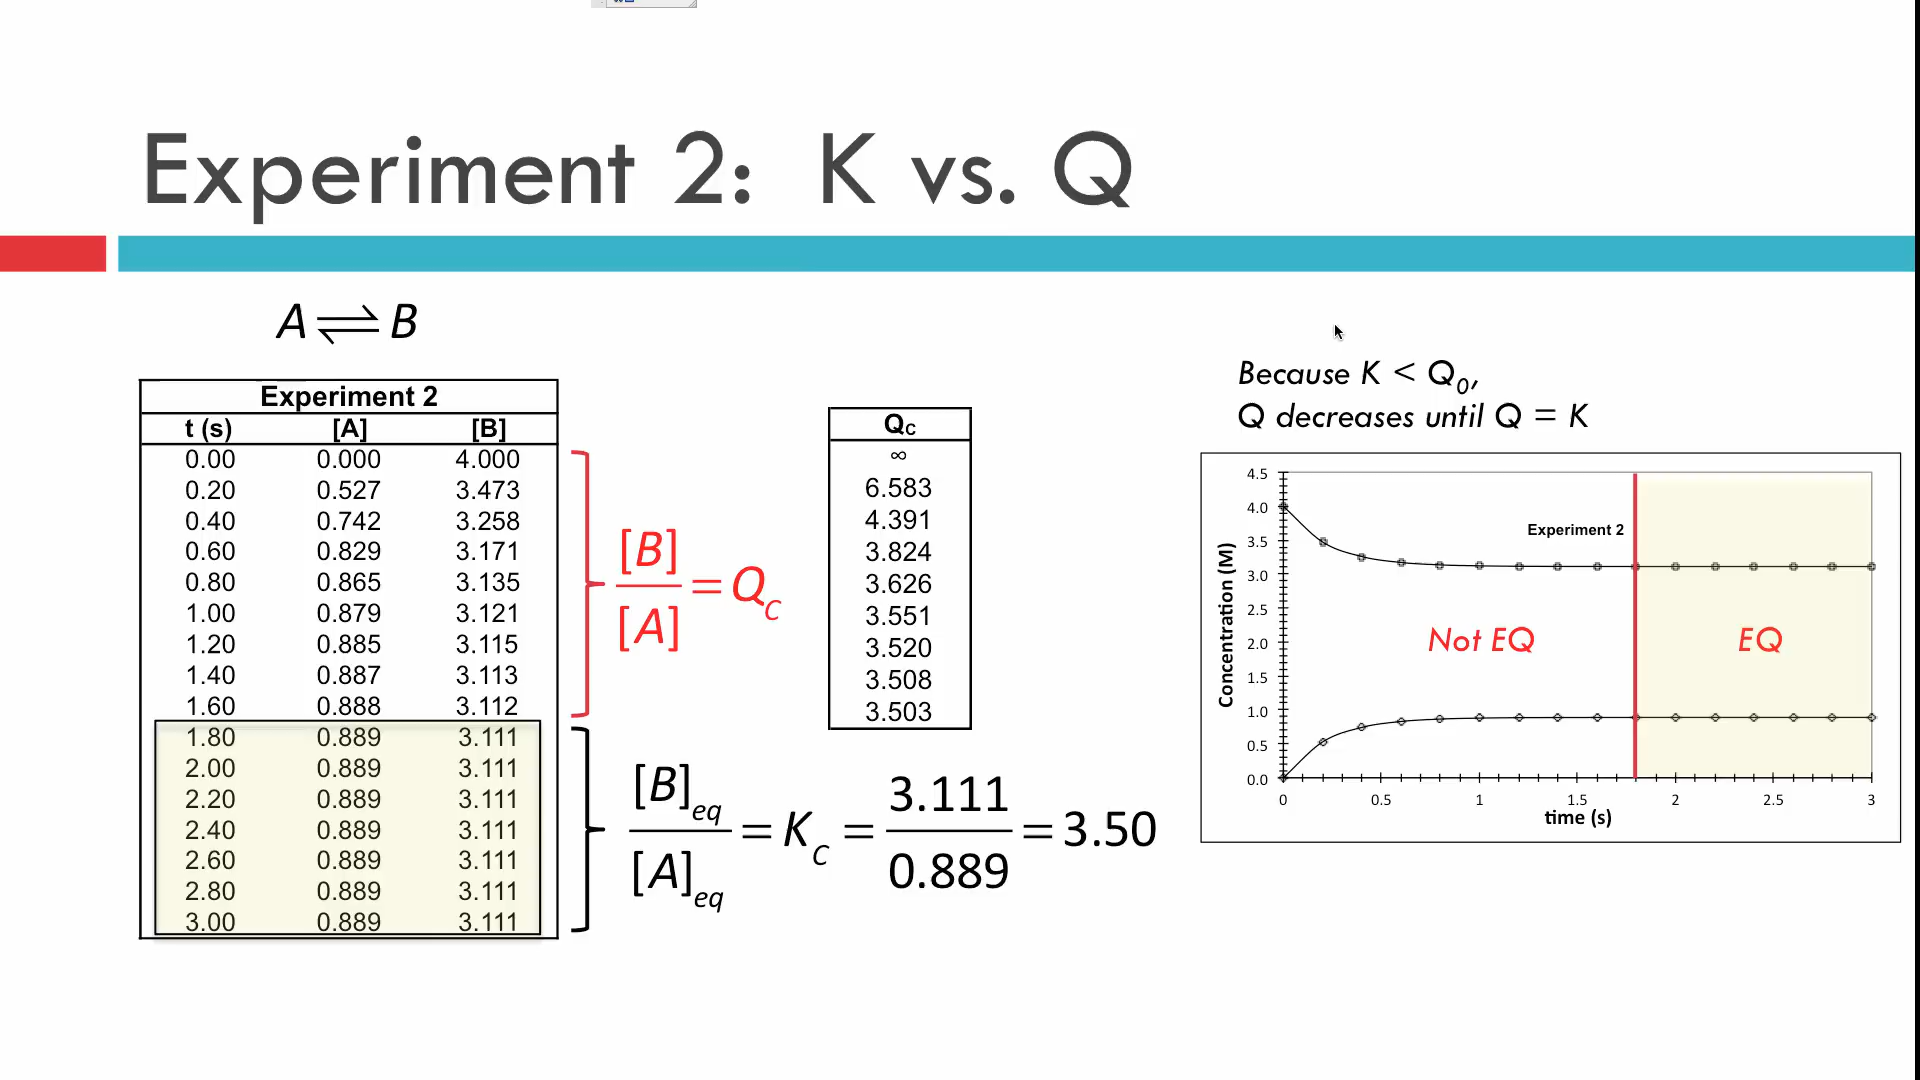 Experiment 2: K vs. Q
A ⇌ B
Experiment 2
t (s) [A] [B]
0.00 0.000 4.000
0.20 0.527 3.473
0.40 0.742 3.258
0.60 0.829 3.171
0.80 0.865 3.135
1.00 0.879 3.121
1.20 0.885 3.115
1.40 0.887 3.113
1.60 0.888 3.112
1.80 0.889 3.111
2.00 0.889 3.111
2.20 0.889 3.111
2.40 0.889 3.111
2.60 0.889 3.111
2.80 0.889 3.111
3.00 0.889 3.111
[B]/[A] = Q_C
[B]_eq/[A]_eq = K_C = 3.111/0.889 = 3.50
Q_C
∞
6.583
4.391
3.824
3.626
3.551
3.520
3.508
3.503
Because K < Q_0,
Q decreases until Q = K
Concentration (M)
4.5
4.0
3.5
3.0
2.5
2.0
1.5
1.0
0.5
0.0
Experiment 2
Not EQ EQ
0 0.5 1 1.5 2 2.5 3
time (s)